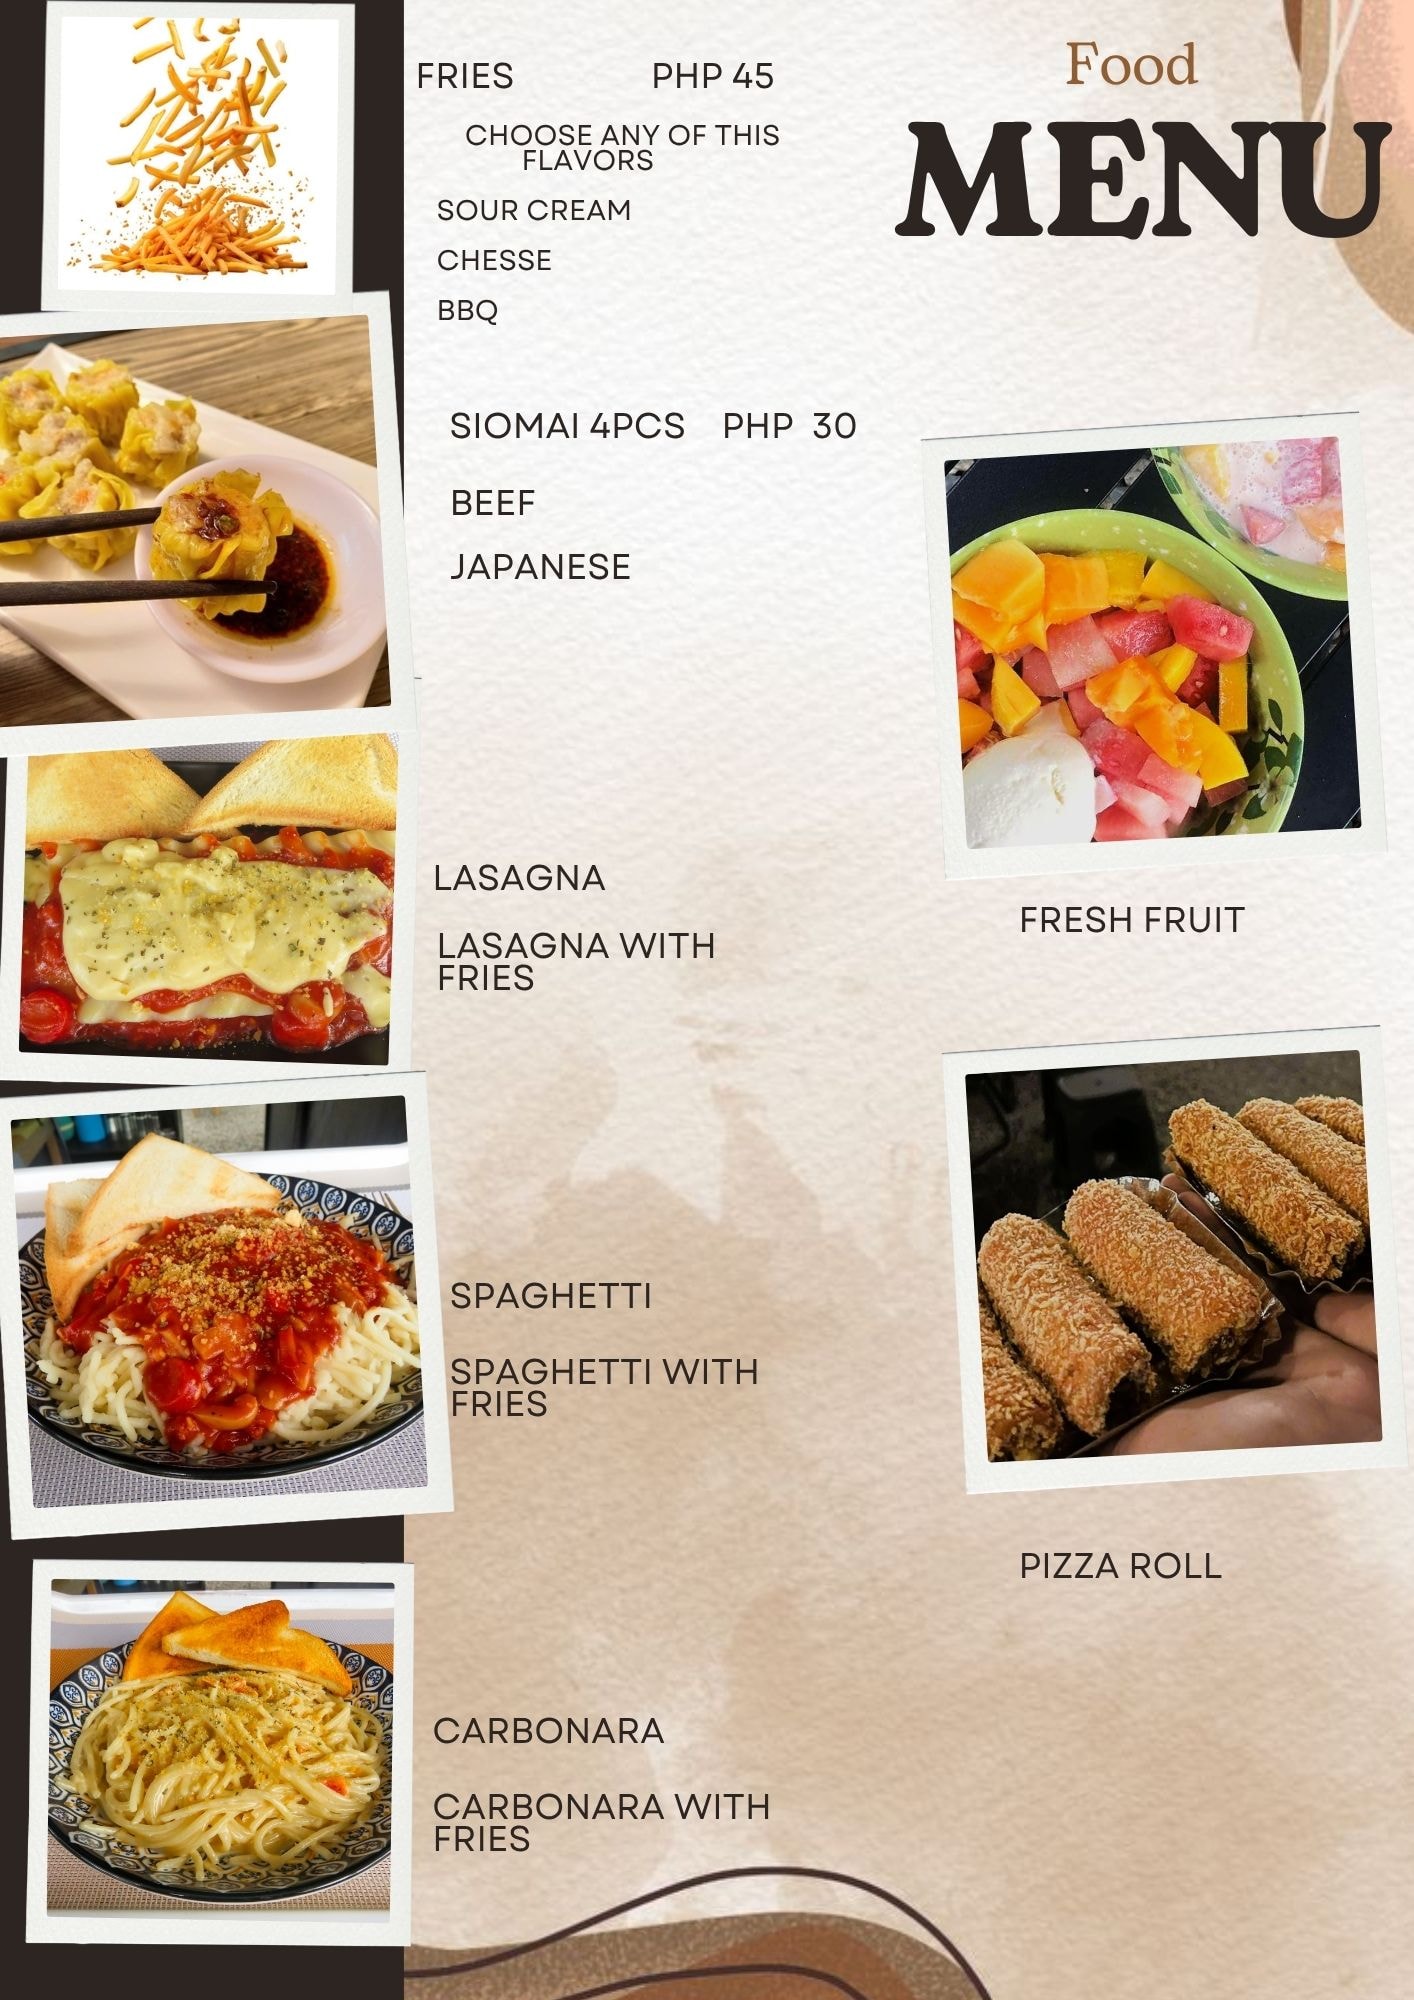 Food
MENU
FRIES PHP 45
CHOOSE ANY OF THIS
FLAVORS
SOUR CREAM
CHESSE
BBQ
SIOMAI 4PCS PHP 30
BEEF
JAPANESE
LASAGNA
LASAGNA WITH
FRIES
SPAGHETTI
SPAGHETTI WITH
FRIES
CARBONARA
CARBONARA WITH
FRIES
FRESH FRUIT
PIZZA ROLL